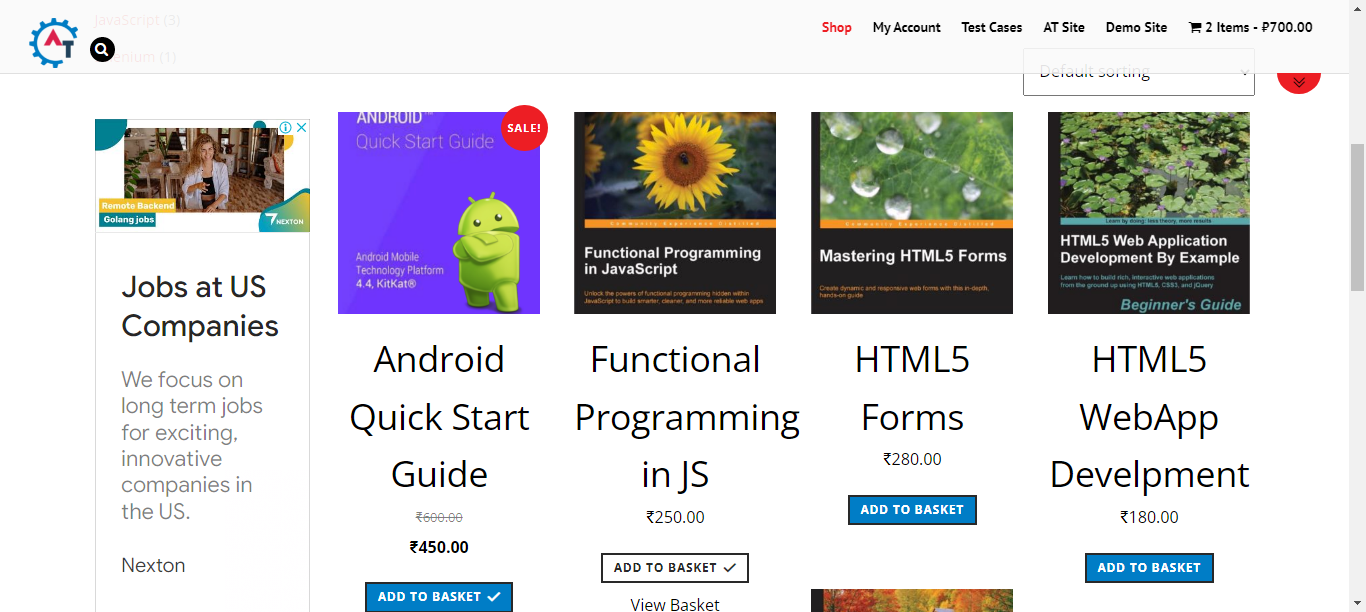 JavaScript (3)
AT
Shop
My Account
Test Cases
AT Site
Demo Site
2 Items - ₽700.00
enium (1)
Default sorting
Remote Backend
Golang jobs
NEXTON
Jobs at US
Companies
We focus on
long term jobs
for exciting,
innovative
companies in
the US.
Nexton
ANDROID™
Quick Start Guide
SALE!
Android Mobile
Technology Platform
4.4, KitKat®
Android
Quick Start
Guide
₹600.00
₹450.00
ADD TO BASKET
Community Experience Distilled
Functional Programming
in JavaScript
Unlock the powers of functional programming hidden within
JavaScript to build smarter, cleaner, and more reliable web apps
Functional
Programming
in JS
₹250.00
ADD TO BASKET
View Basket
Community Experience Distilled
Mastering HTML5 Forms
Create dynamic and responsive web forms with this in-depth,
hands-on guide
HTML5
Forms
₹280.00
ADD TO BASKET
Learn by doing: less theory, more results
HTML5 Web Application
Development By Example
Learn how to build rich, interactive web applications
from the ground up using HTML5, CSS3, and jQuery
Beginner's Guide
HTML5
WebApp
Develpment
₹180.00
ADD TO BASKET